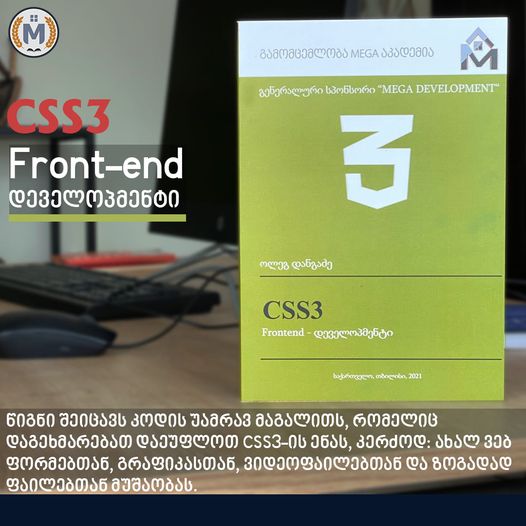 M
CSS3
Front-end
დეველოპმენტი
გამომცემლობა MEGA აკადემია
M
გენერალური სპონსორი "MEGA DEVELOPMENT"
3
ოლეგ დანგაძე
CSS3
Frontend - დეველოპმენტი
საქართველო, თბილისი, 2021
წიგნი შეიცავს კოდის უამრავ მაგალითს, რომელიც
დაგეხმარებათ დაეუფლოთ CSS3-ის ენას, კერძოდ: ახალ ვებ
ფორმებთან, გრაფიკასთან, ვიდეოფაილებთან და ზოგადად
ფაილებთან მუშაობას.